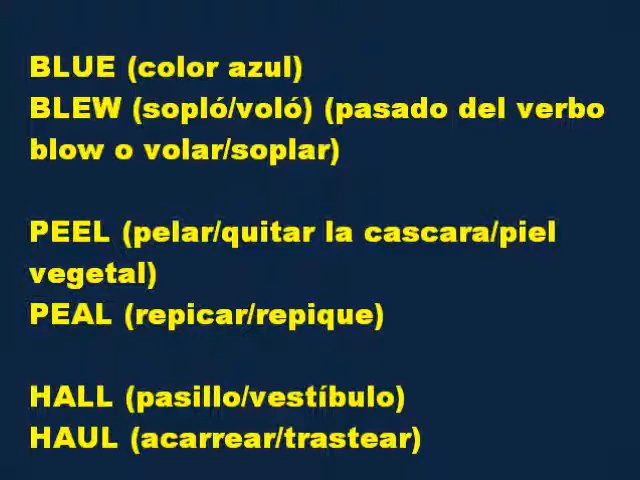 BLUE (color azul)
BLEW (sopló/voló) (pasado del verbo
blow o volar/soplar)
PEEL (pelar/quitar la cascara/piel
vegetal)
PEAL (repicar/repique)
HALL (pasillo/vestíbulo)
HAUL (acarrear/trastear)